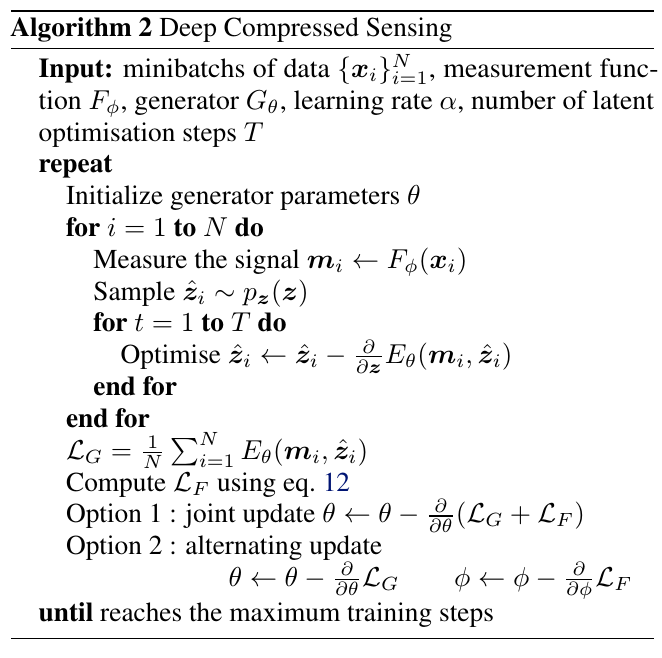 Algorithm 2 Deep Compressed Sensing
Input: minibatchs of data $\{\boldsymbol{x}_i\}_{i=1}^{N}$, measurement func-
tion $F_\phi$, generator $G_\theta$, learning rate $\alpha$, number of latent
optimisation steps $T$
repeat
Initialize generator parameters $\theta$
for $i = 1$ to $N$ do
Measure the signal $\boldsymbol{m}_i \leftarrow F_\phi(\boldsymbol{x}_i)$
Sample $\hat{\boldsymbol{z}}_i \sim p_{\boldsymbol{z}}(\boldsymbol{z})$
for $t = 1$ to $T$ do
Optimise $\hat{\boldsymbol{z}}_i \leftarrow \hat{\boldsymbol{z}}_i - \frac{\partial}{\partial \boldsymbol{z}} E_\theta(\boldsymbol{m}_i, \hat{\boldsymbol{z}}_i)$
end for
end for
$\mathcal{L}_G = \frac{1}{N} \sum_{i=1}^{N} E_\theta(\boldsymbol{m}_i, \hat{\boldsymbol{z}}_i)$
Compute $\mathcal{L}_F$ using eq. 12
Option 1 : joint update $\theta \leftarrow \theta - \frac{\partial}{\partial \theta}(\mathcal{L}_G + \mathcal{L}_F)$
Option 2 : alternating update
$\theta \leftarrow \theta - \frac{\partial}{\partial \theta}\mathcal{L}_G \qquad \phi \leftarrow \phi - \frac{\partial}{\partial \phi}\mathcal{L}_F$
until reaches the maximum training steps